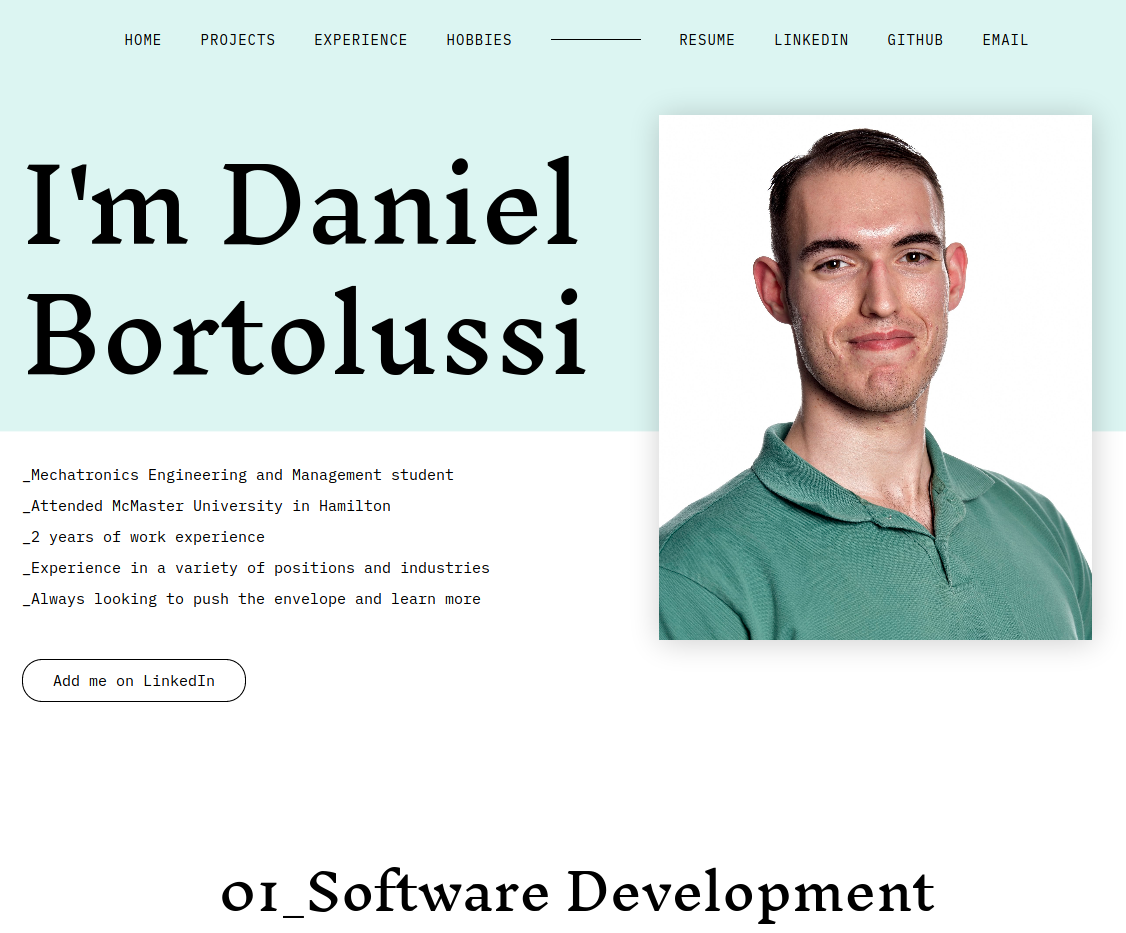 HOME PROJECTS EXPERIENCE HOBBIES RESUME LINKEDIN GITHUB EMAIL
I'm Daniel
Bortolussi
_Mechatronics Engineering and Management student
_Attended McMaster University in Hamilton
_2 years of work experience
_Experience in a variety of positions and industries
_Always looking to push the envelope and learn more
Add me on LinkedIn
01_Software Development